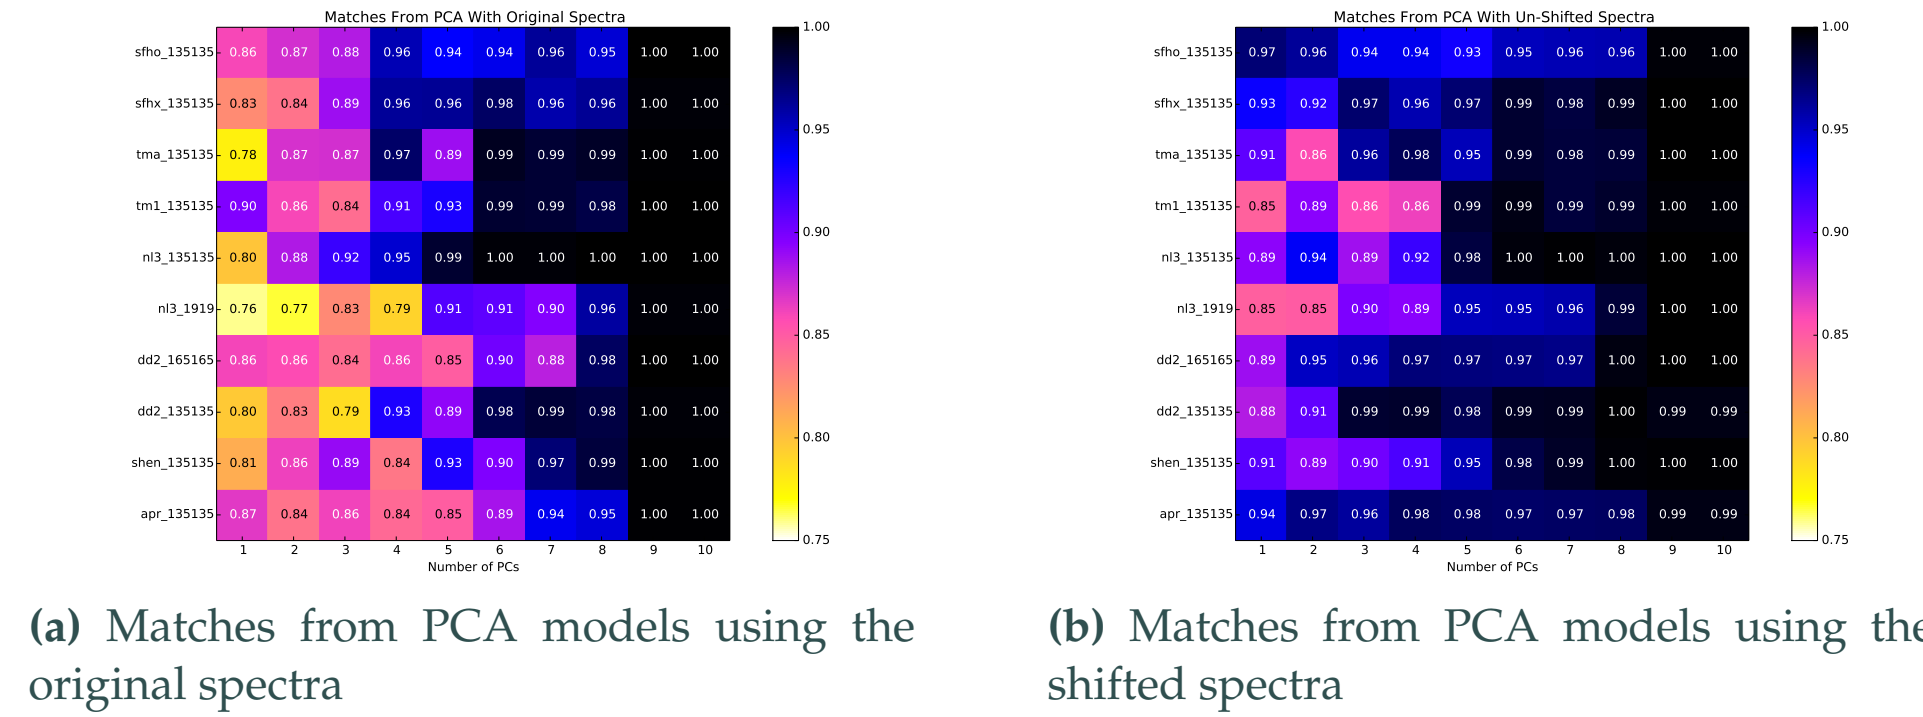 Matches From PCA With Original Spectra
sfho_135135 0.86 0.87 0.88 0.96 0.94 0.94 0.96 0.95 1.00 1.00
sfhx_135135 0.83 0.84 0.89 0.96 0.96 0.98 0.96 0.96 1.00 1.00
tma_135135 0.78 0.87 0.87 0.97 0.89 0.99 0.99 0.99 1.00 1.00
tm1_135135 0.90 0.86 0.84 0.91 0.93 0.99 0.99 0.98 1.00 1.00
nl3_135135 0.80 0.88 0.92 0.95 0.99 1.00 1.00 1.00 1.00 1.00
nl3_1919 0.76 0.77 0.83 0.79 0.91 0.91 0.90 0.96 1.00 1.00
dd2_165165 0.86 0.86 0.84 0.86 0.85 0.90 0.88 0.98 1.00 1.00
dd2_135135 0.80 0.83 0.79 0.93 0.89 0.98 0.99 0.98 1.00 1.00
shen_135135 0.81 0.86 0.89 0.84 0.93 0.90 0.97 0.99 1.00 1.00
apr_135135 0.87 0.84 0.86 0.84 0.85 0.89 0.94 0.95 1.00 1.00
1 2 3 4 5 6 7 8 9 10
Number of PCs
1.00
0.95
0.90
0.85
0.80
0.75
(a) Matches from PCA models using the
original spectra
Matches From PCA With Un-Shifted Spectra
sfho_135135 0.97 0.96 0.94 0.94 0.93 0.95 0.96 0.96 1.00 1.00
sfhx_135135 0.93 0.92 0.97 0.96 0.97 0.99 0.98 0.99 1.00 1.00
tma_135135 0.91 0.86 0.96 0.98 0.95 0.99 0.98 0.99 1.00 1.00
tm1_135135 0.85 0.89 0.86 0.86 0.99 0.99 0.99 0.99 1.00 1.00
nl3_135135 0.89 0.94 0.89 0.92 0.98 1.00 1.00 1.00 1.00 1.00
nl3_1919 0.85 0.85 0.90 0.89 0.95 0.95 0.96 0.99 1.00 1.00
dd2_165165 0.89 0.95 0.96 0.97 0.97 0.97 0.97 1.00 1.00 1.00
dd2_135135 0.88 0.91 0.99 0.99 0.98 0.99 0.99 1.00 0.99 0.99
shen_135135 0.91 0.89 0.90 0.91 0.95 0.98 0.99 1.00 1.00 1.00
apr_135135 0.94 0.97 0.96 0.98 0.98 0.97 0.97 0.98 0.99 0.99
1 2 3 4 5 6 7 8 9 10
Number of PCs
1.00
0.95
0.90
0.85
0.80
0.75
(b) Matches from PCA models using the
shifted spectra